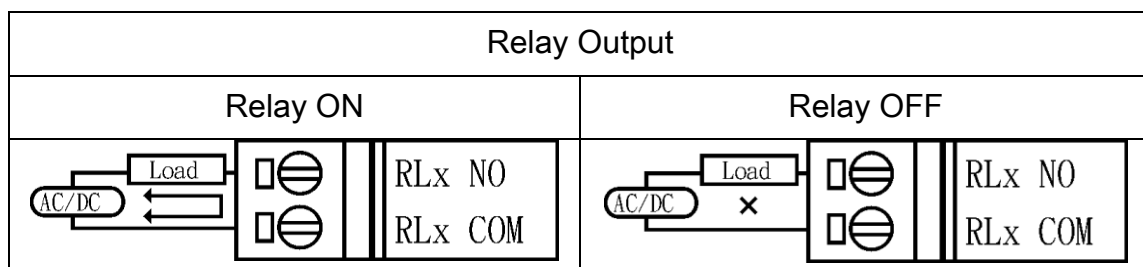 Relay Output
Relay ON
Relay OFF
Load
AC/DC
RLx NO
RLx COM
Load
AC/DC
RLx NO
RLx COM